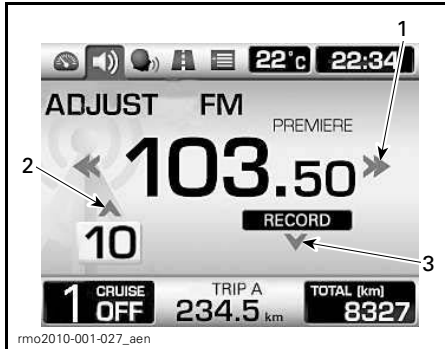 1
22°c 22:34
ADJUST FM
PREMIERE
2
103.50
10
RECORD
3
1 CRUISE OFF
TRIP A
234.5 km
TOTAL [km]
8327
rmo2010-001-027_aen